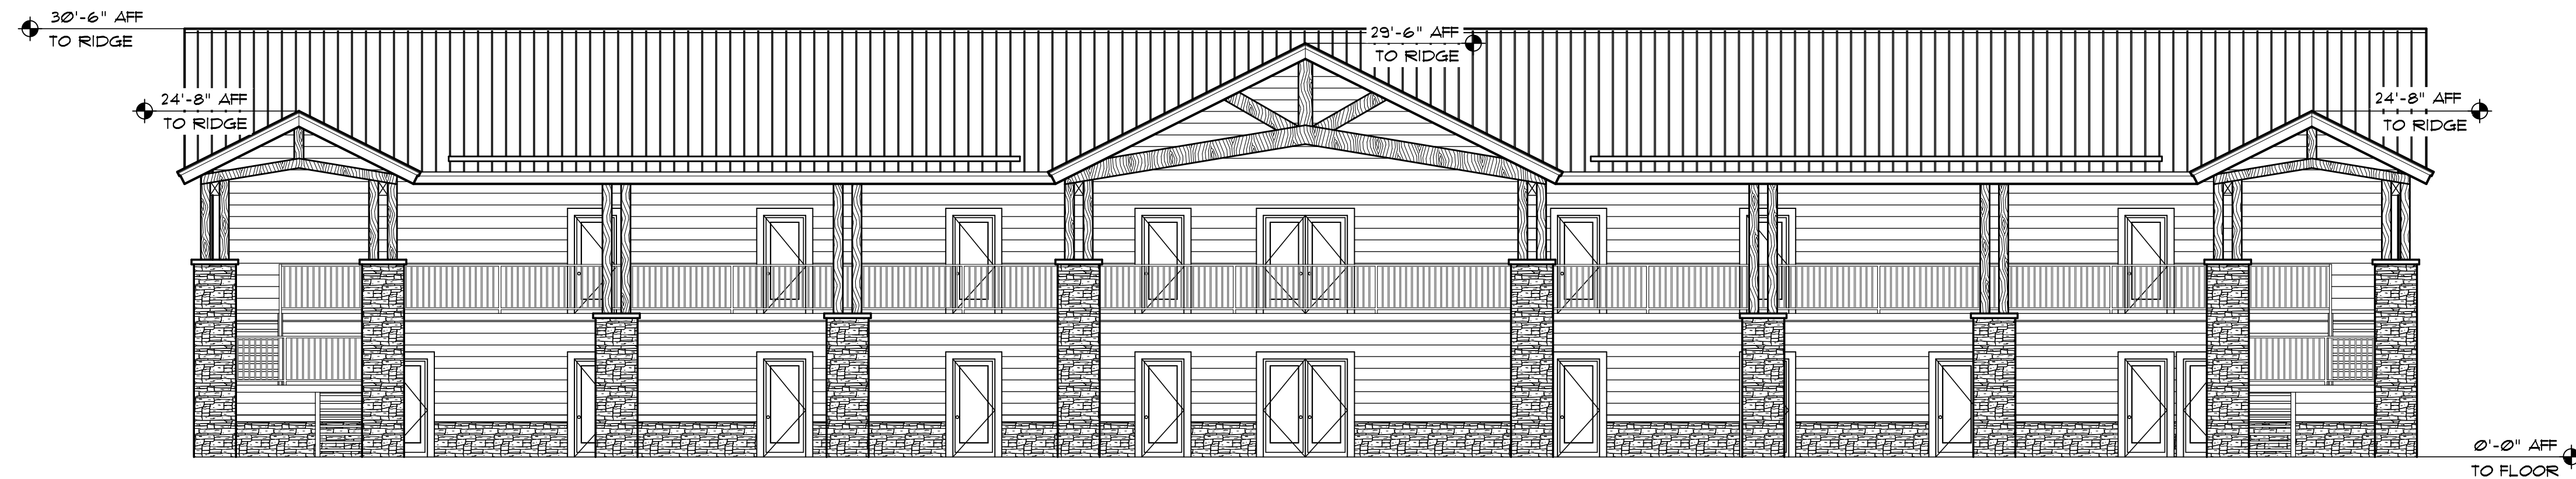 30'-6" AFF
TO RIDGE
29'-6" AFF
TO RIDGE
24'-8" AFF
TO RIDGE
24'-8" AFF
TO RIDGE
0'-0" AFF
TO FLOOR